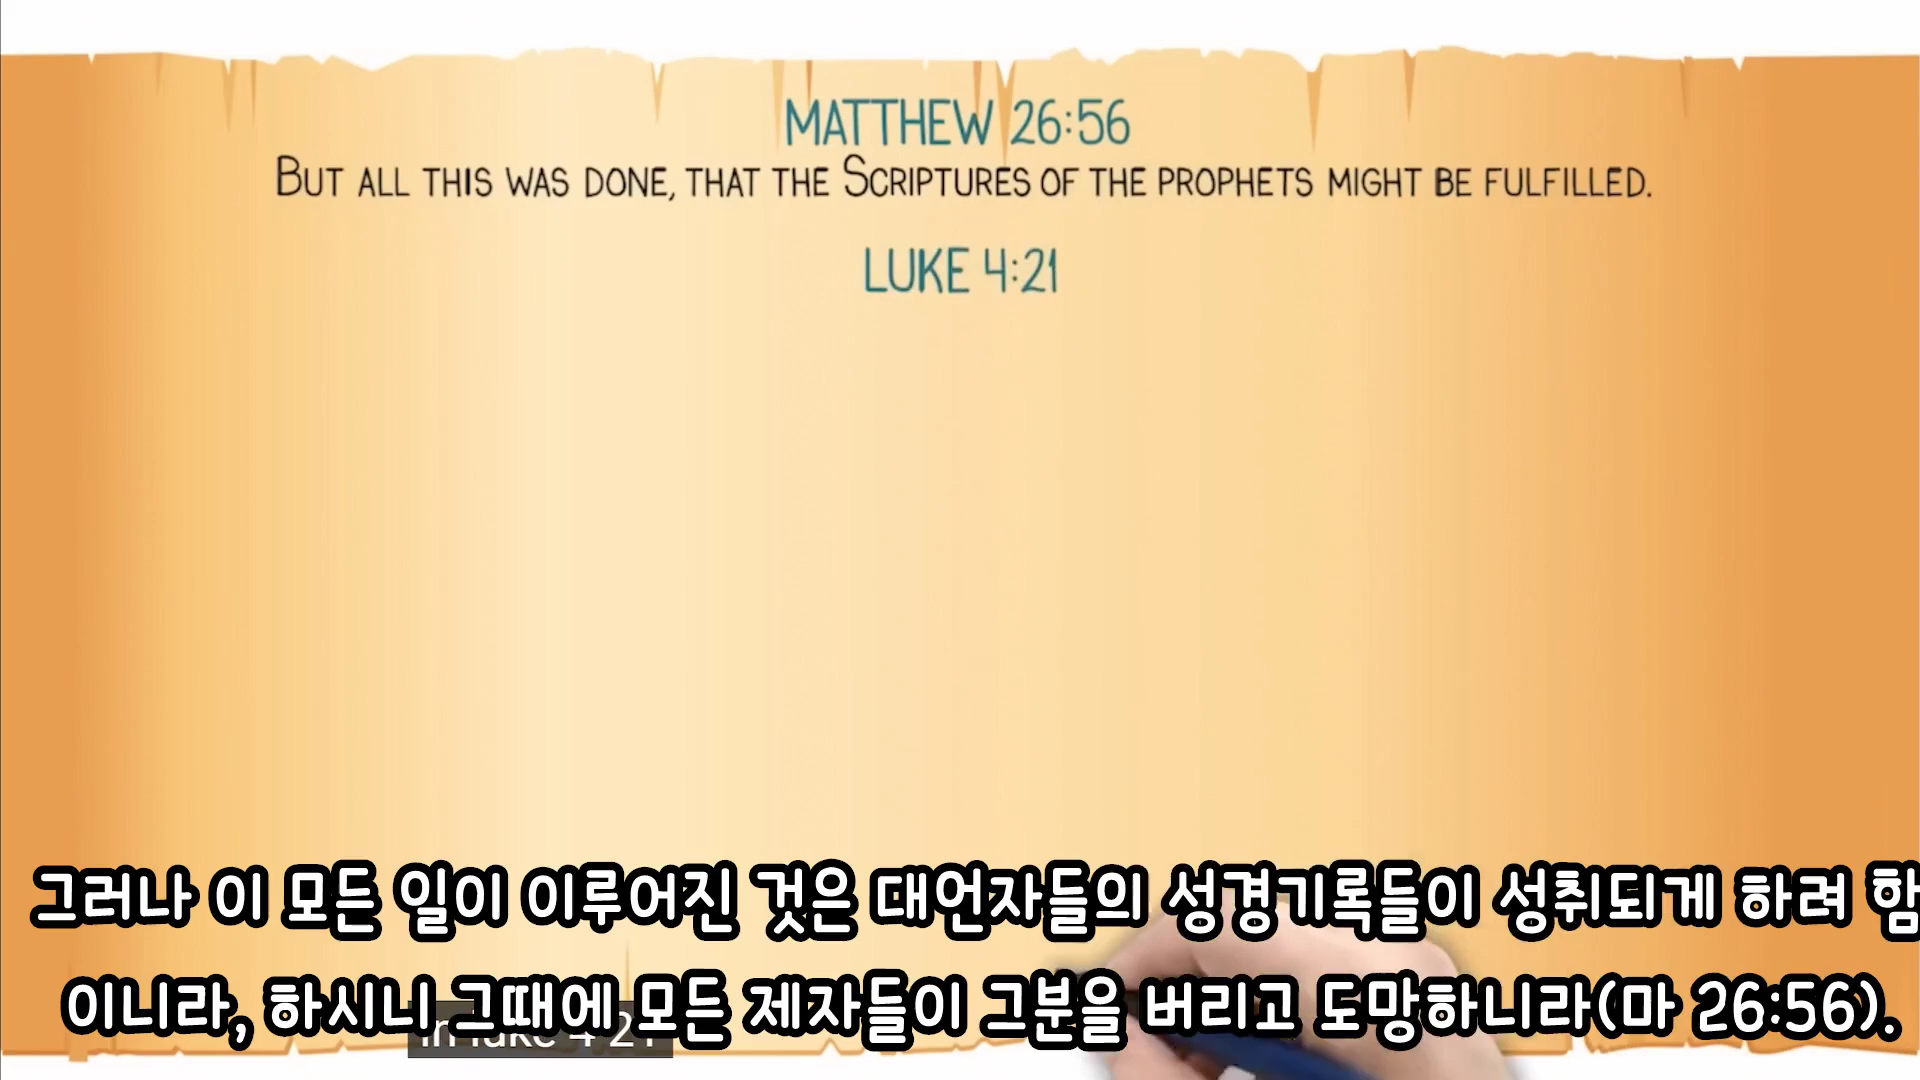 MATTHEW 26:56
BUT ALL THIS WAS DONE, THAT THE SCRIPTURES OF THE PROPHETS MIGHT BE FULFILLED.
LUKE 4:21
그러나 이 모든 일이 이루어진 것은 대언자들의 성경기록들이 성취되게 하려 함
이니라, 하시니 그때에 모든 제자들이 그분을 버리고 도망하니라(마 26:56).
in luke 4 21